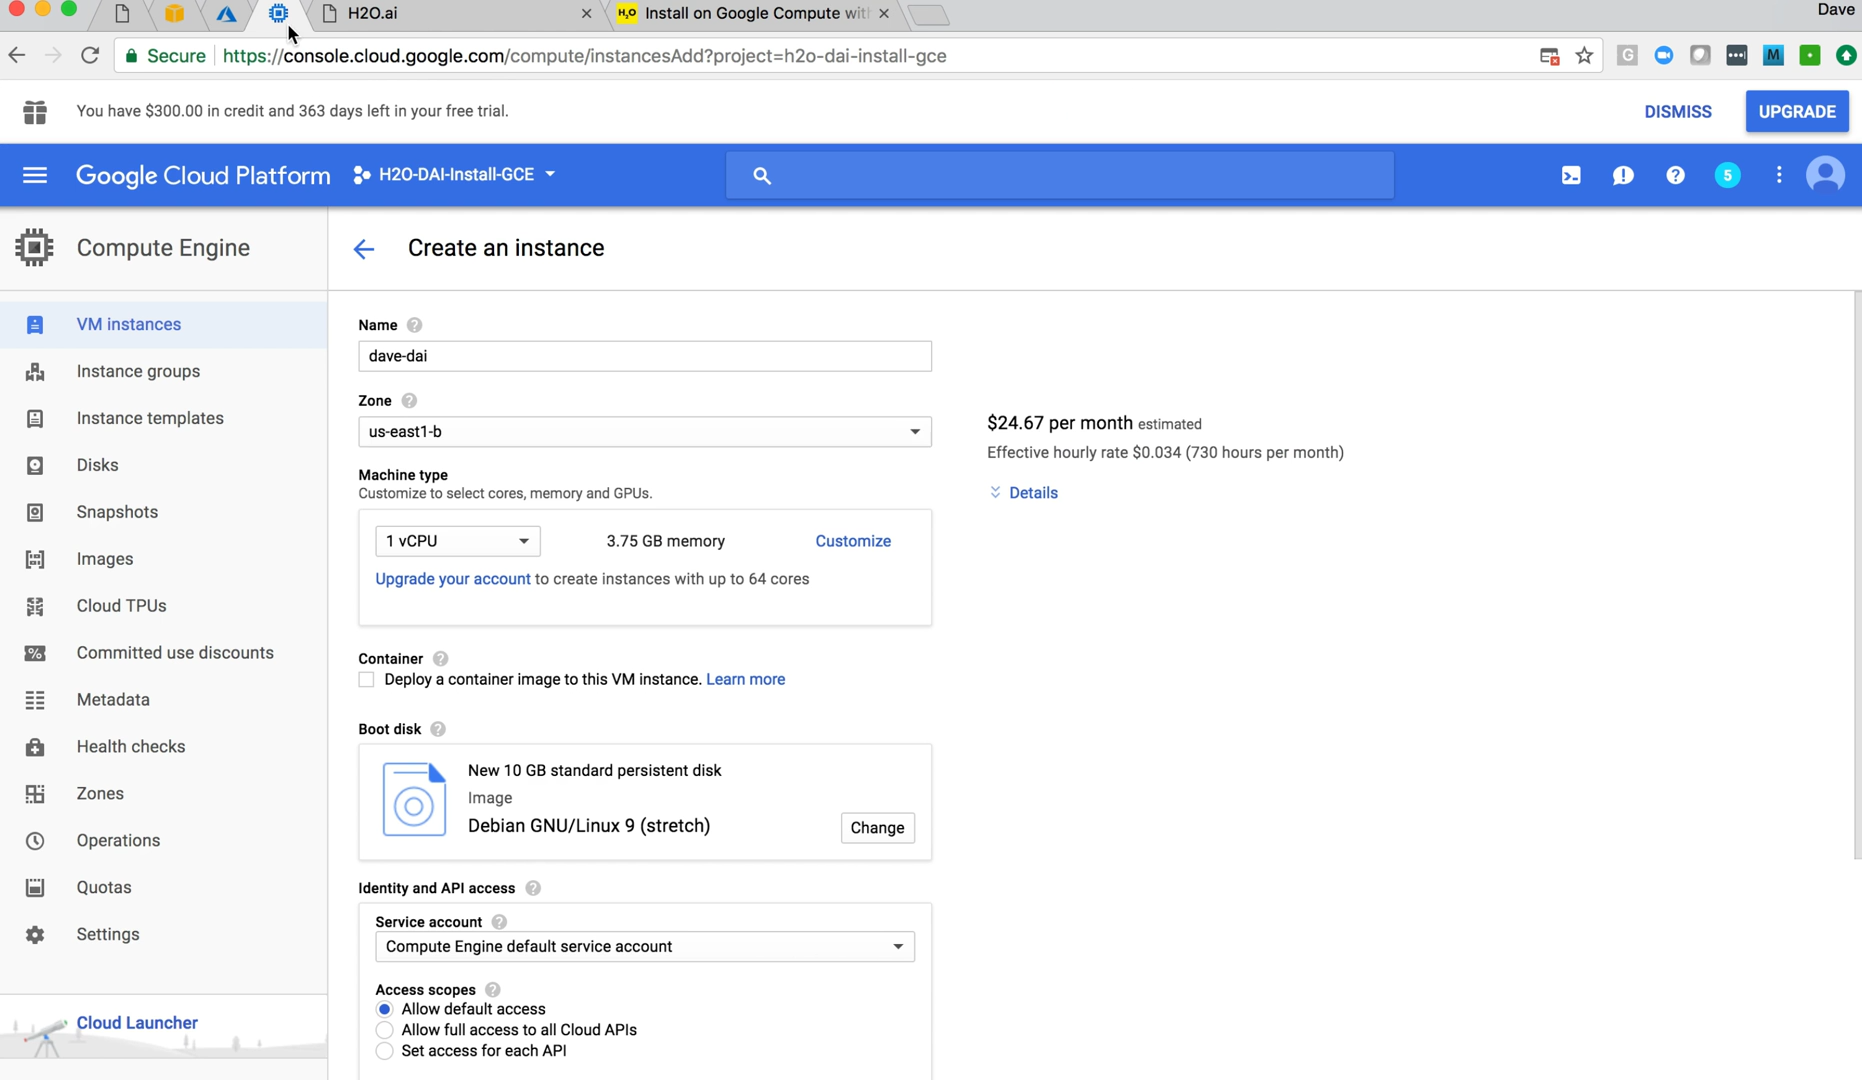 H2O.ai
H2O Install on Google Compute with
Dave
Secure https://console.cloud.google.com/compute/instancesAdd?project=h2o-dai-install-gce
G
M
You have $300.00 in credit and 363 days left in your free trial.
DISMISS
UPGRADE
Google Cloud Platform
H2O-DAI-Install-GCE
5
Compute Engine
Create an instance
VM instances
Instance groups
Instance templates
Disks
Snapshots
Images
Cloud TPUs
Committed use discounts
Metadata
Health checks
Zones
Operations
Quotas
Settings
Cloud Launcher
Name
dave-dai
Zone
us-east1-b
Machine type
Customize to select cores, memory and GPUs.
1 vCPU
3.75 GB memory
Customize
Upgrade your account to create instances with up to 64 cores
Container
Deploy a container image to this VM instance. Learn more
Boot disk
New 10 GB standard persistent disk
Image
Debian GNU/Linux 9 (stretch)
Change
Identity and API access
Service account
Compute Engine default service account
Access scopes
Allow default access
Allow full access to all Cloud APIs
Set access for each API
$24.67 per month estimated
Effective hourly rate $0.034 (730 hours per month)
Details